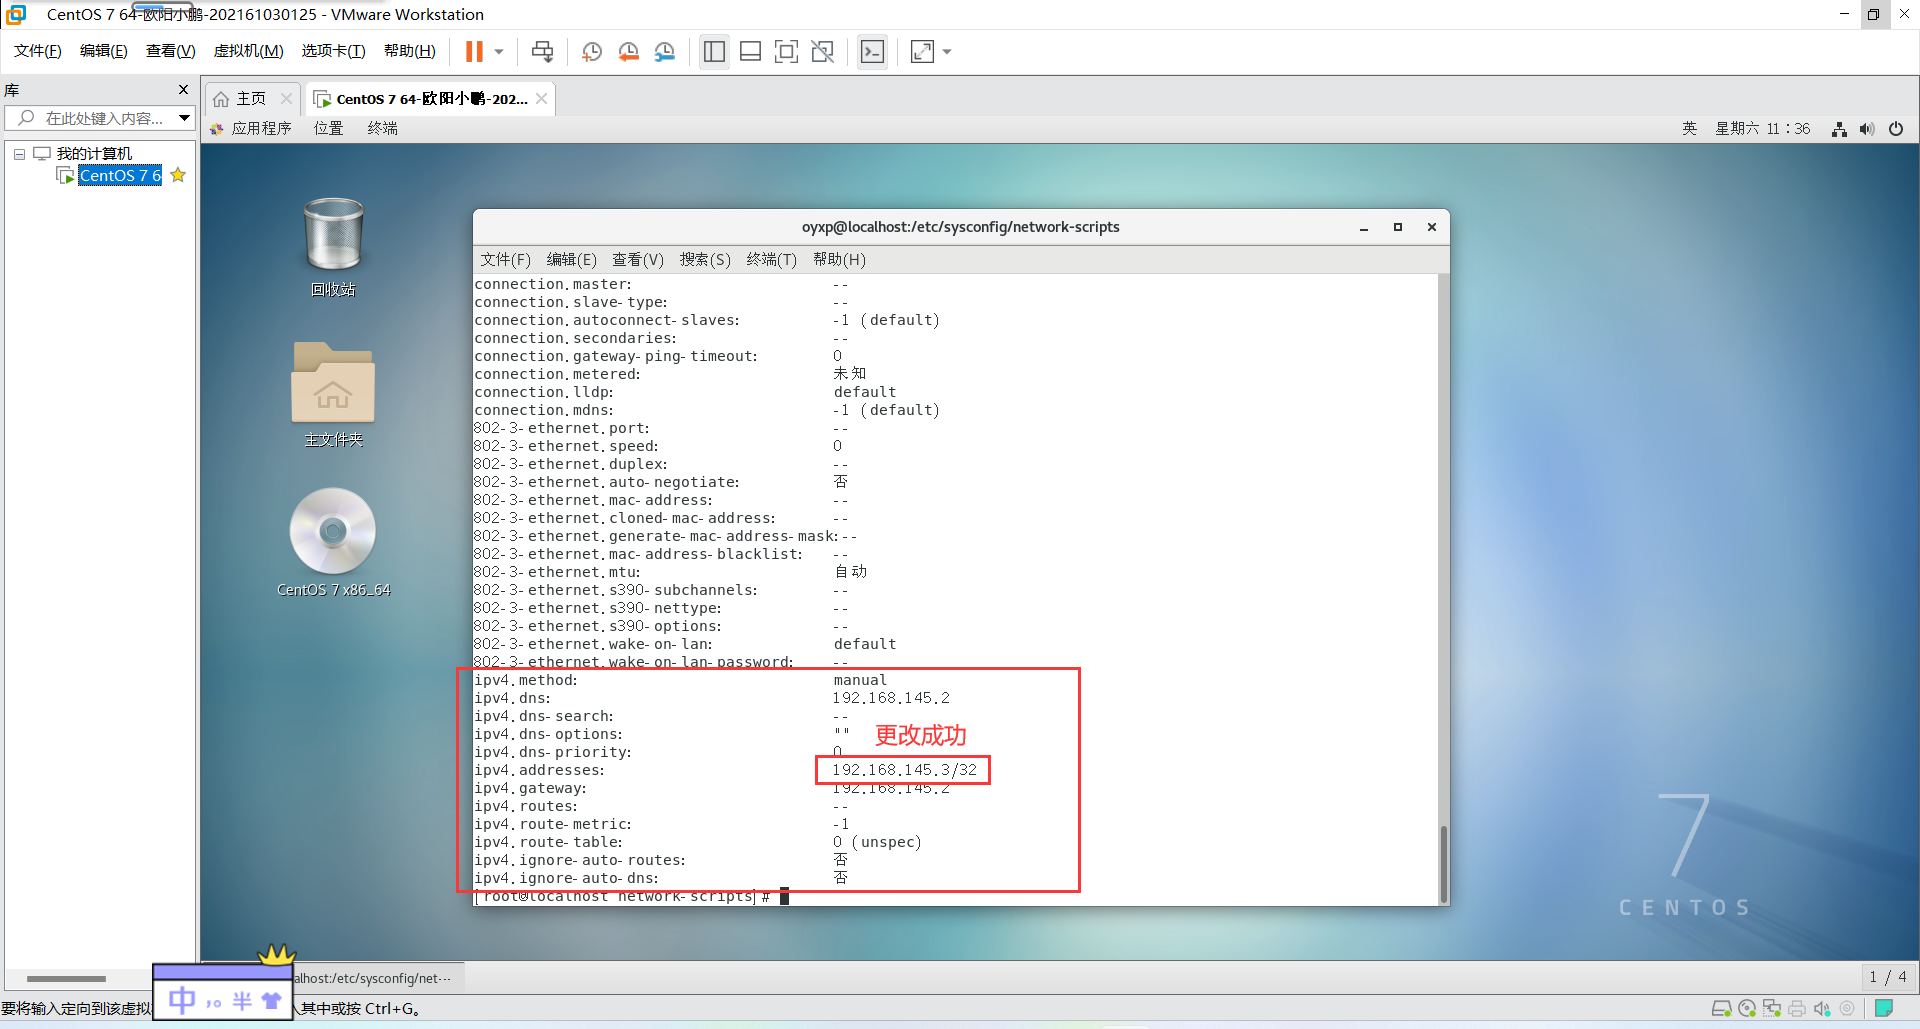 CentOS 7 64-欧阳小鹏-202161030125 - VMware Workstation
文件(F) 编辑(E) 查看(V) 虚拟机(M) 选项卡(T) 帮助(H)
库
在此处键入内容...
我的计算机
CentOS 7 6
主页
CentOS 7 64-欧阳小鹏-202...
应用程序 位置 终端
英 星期六 11：36
回收站
主文件夹
CentOS 7 x86_64
oyxp@localhost:/etc/sysconfig/network-scripts
文件(F) 编辑(E) 查看(V) 搜索(S) 终端(T) 帮助(H)
connection.master: --
connection.slave-type: --
connection.autoconnect-slaves: -1 (default)
connection.secondaries: --
connection.gateway-ping-timeout: 0
connection.metered: 未知
connection.lldp: default
connection.mdns: -1 (default)
802-3-ethernet.port: --
802-3-ethernet.speed: 0
802-3-ethernet.duplex: --
802-3-ethernet.auto-negotiate: 否
802-3-ethernet.mac-address: --
802-3-ethernet.cloned-mac-address: --
802-3-ethernet.generate-mac-address-mask:--
802-3-ethernet.mac-address-blacklist: --
802-3-ethernet.mtu: 自动
802-3-ethernet.s390-subchannels: --
802-3-ethernet.s390-nettype: --
802-3-ethernet.s390-options: --
802-3-ethernet.wake-on-lan: default
802-3-ethernet.wake-on-lan-password: --
ipv4.method: manual
ipv4.dns: 192.168.145.2
ipv4.dns-search: --
ipv4.dns-options: ""
更改成功
ipv4.dns-priority: 0
ipv4.addresses: 192.168.145.3/32
ipv4.gateway: 192.168.145.2
ipv4.routes: --
ipv4.route-metric: -1
ipv4.route-table: 0 (unspec)
ipv4.ignore-auto-routes: 否
ipv4.ignore-auto-dns: 否
[root@localhost network-scripts]#
7
CENTOS
alhost:/etc/sysconfig/net···
1 / 4
中 ,。 半
要将输入定向到该虚拟
入其中或按 Ctrl+G。